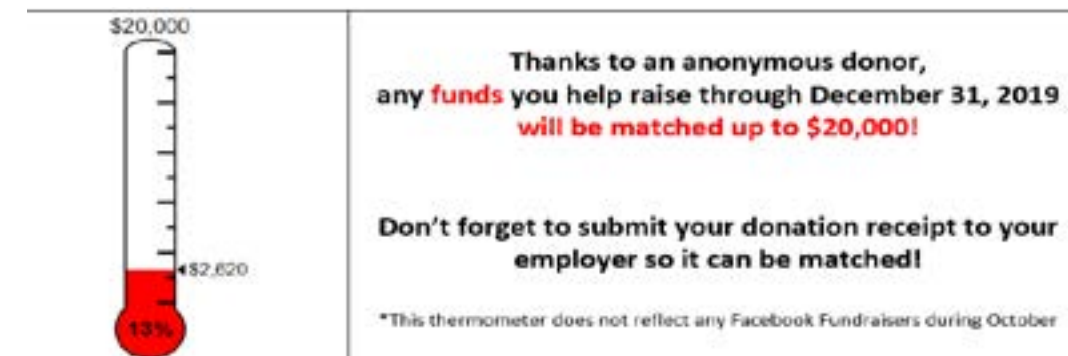 $20,000
$2,620
13%
Thanks to an anonymous donor,
any funds you help raise through December 31, 2019
will be matched up to $20,000!
Don’t forget to submit your donation receipt to your
employer so it can be matched!
*This thermometer does not reflect any Facebook Fundraisers during October